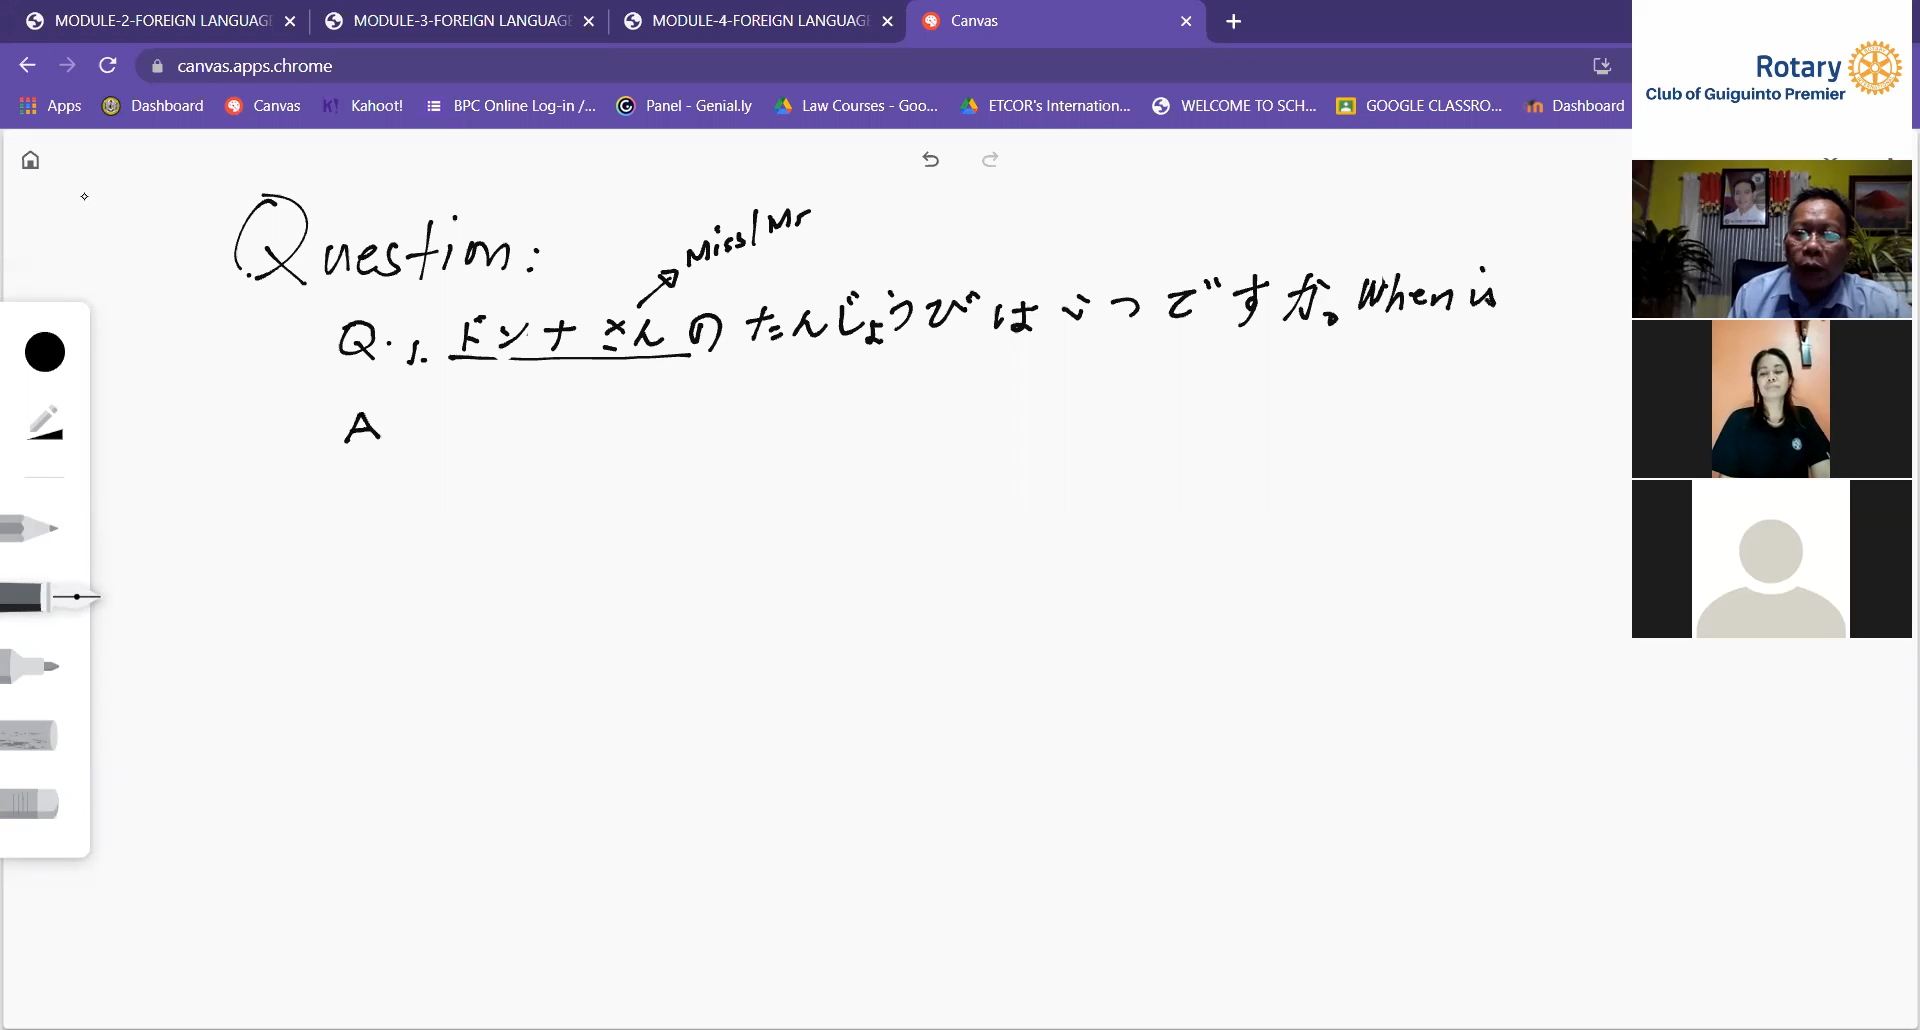 MODULE-2-FOREIGN LANGUAGE
MODULE-3-FOREIGN LANGUAGE
MODULE-4-FOREIGN LANGUAGE
Canvas
canvas.apps.chrome
Apps
Dashboard
Canvas
Kahoot!
BPC Online Log-in /...
Panel - Genial.ly
Law Courses - Goo...
ETCOR's Internation...
WELCOME TO SCH...
GOOGLE CLASSRO...
Dashboard
Rotary
Club of Guiguinto Premier
Question:
Miss/Mr
Q. 1. ドンナさんのたんじょうびはいつですか。When is
A